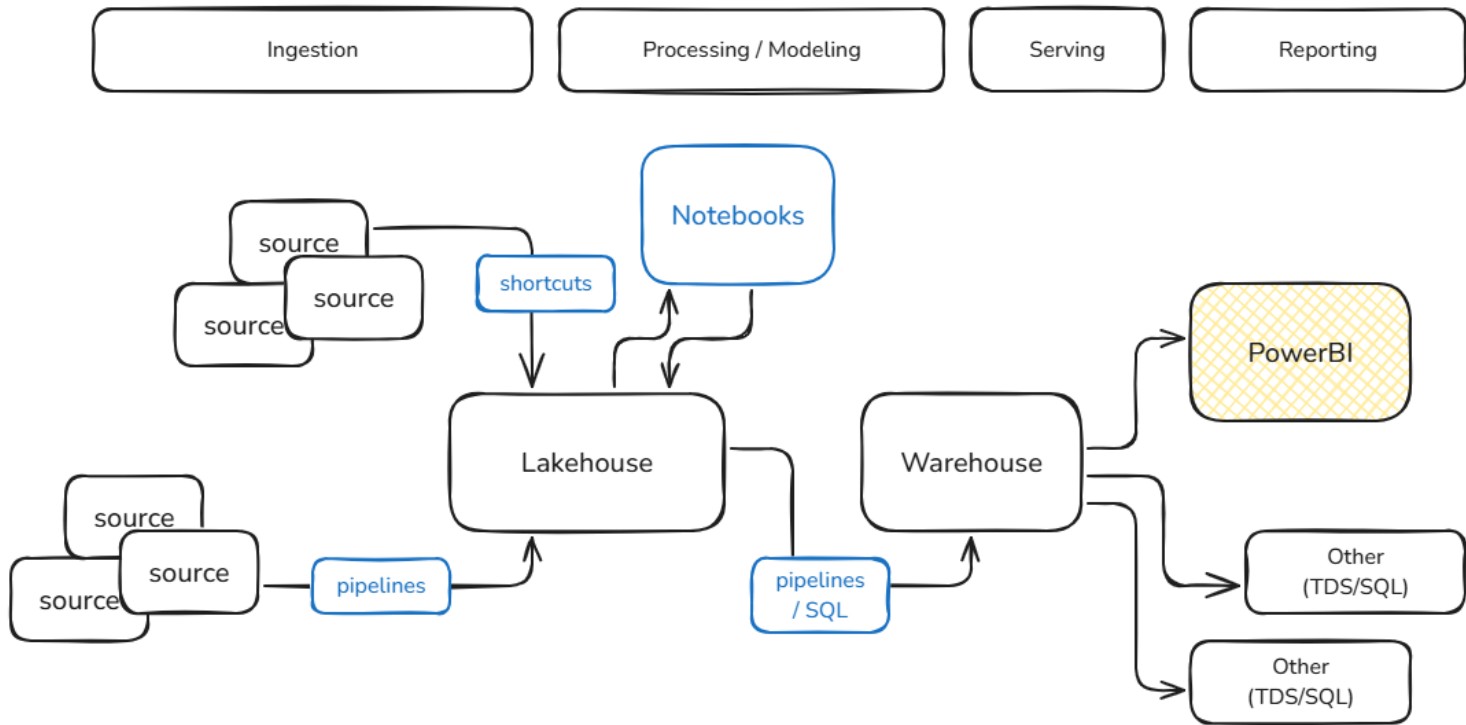 Ingestion
Processing / Modeling
Serving
Reporting
Notebooks
source
source
source
shortcuts
PowerBI
Lakehouse
Warehouse
source
source
source
pipelines
pipelines
/ SQL
Other
(TDS/SQL)
Other
(TDS/SQL)